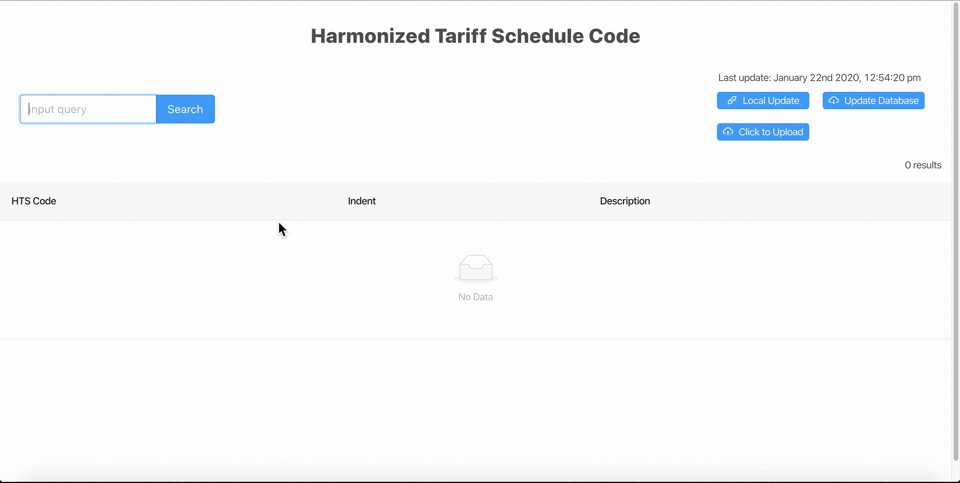 Harmonized Tariff Schedule Code
Last update: January 22nd 2020, 12:54:20 pm
input query
Search
Local Update
Update Database
Click to Upload
0 results
HTS Code
Indent
Description
No Data